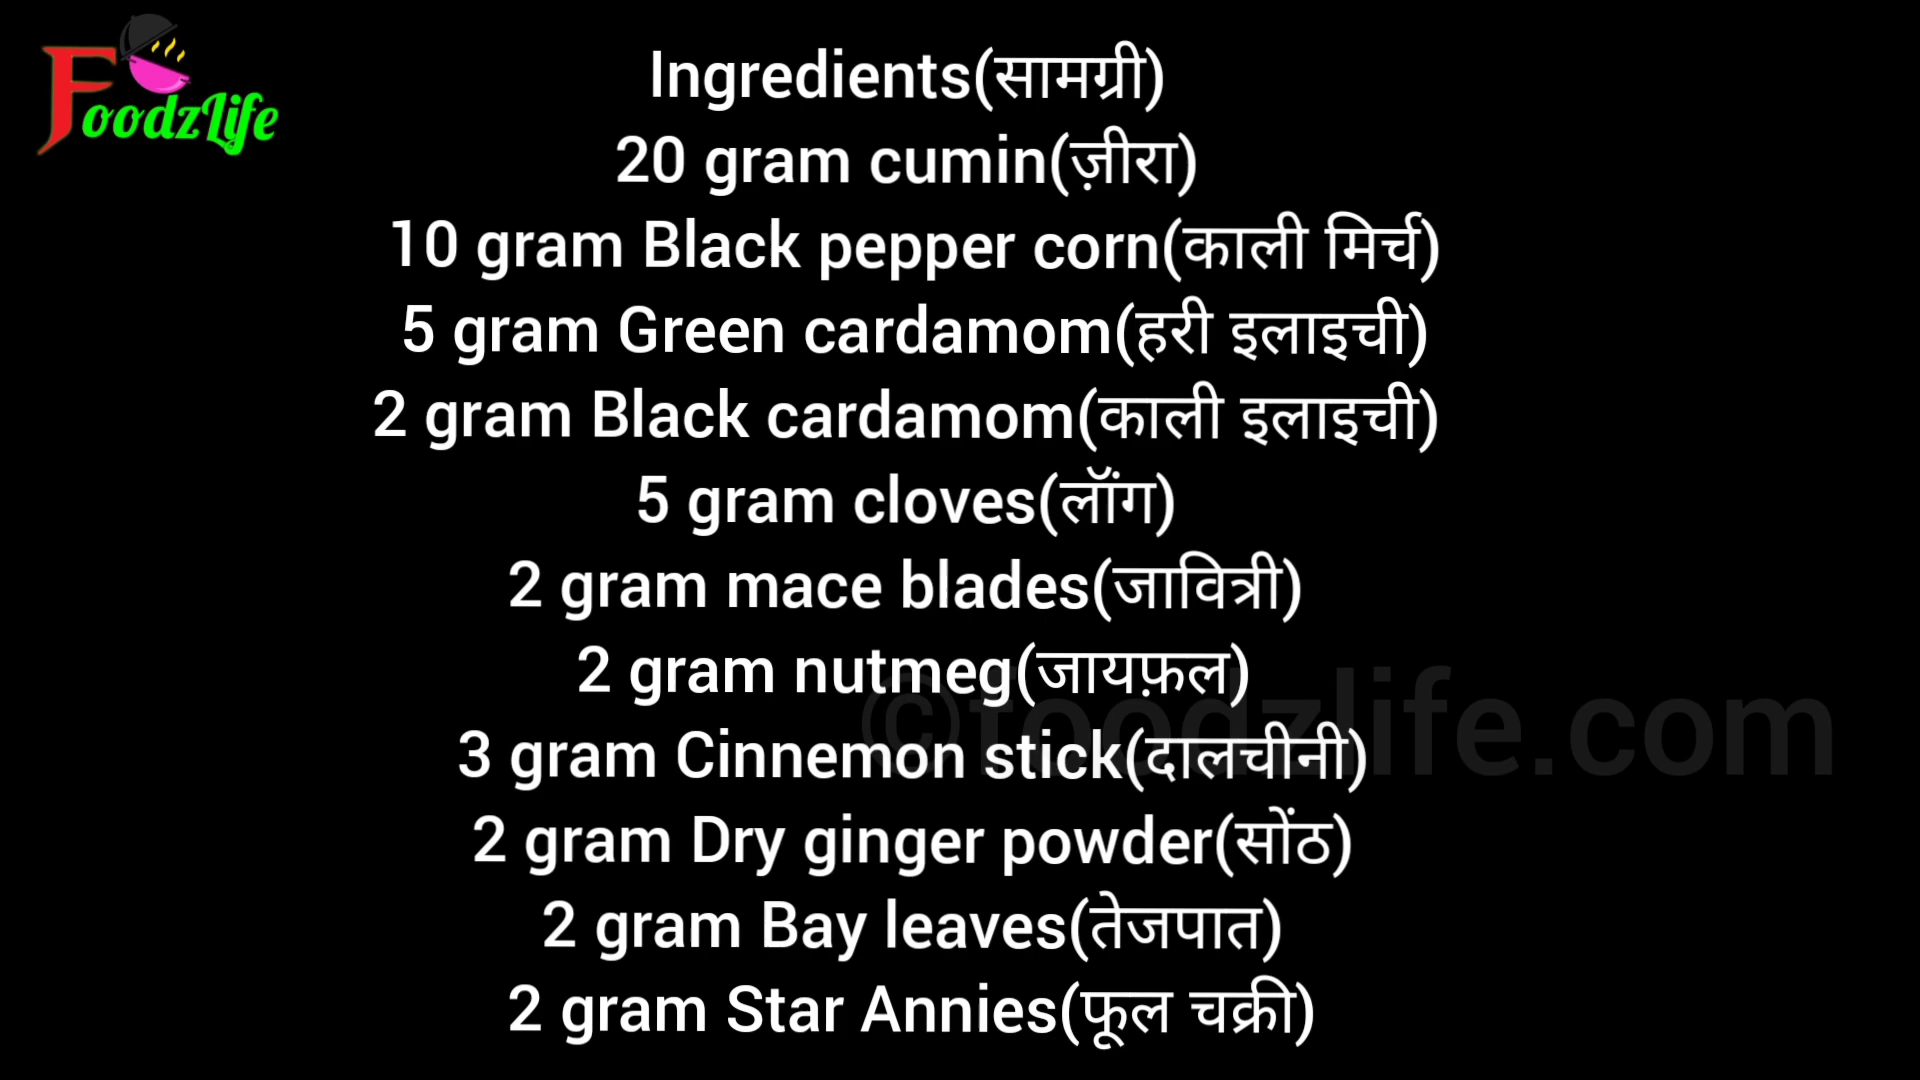 FoodzLife
Ingredients(सामग्री)
20 gram cumin(ज़ीरा)
10 gram Black pepper corn(काली मिर्च)
5 gram Green cardamom(हरी इलाइची)
2 gram Black cardamom(काली इलाइची)
5 gram cloves(लॉंग)
2 gram mace blades(जावित्री)
2 gram nutmeg(जायफ़ल)
©foodzlife.com
3 gram Cinnemon stick(दालचीनी)
2 gram Dry ginger powder(सोंठ)
2 gram Bay leaves(तेजपात)
2 gram Star Annies(फूल चक्री)